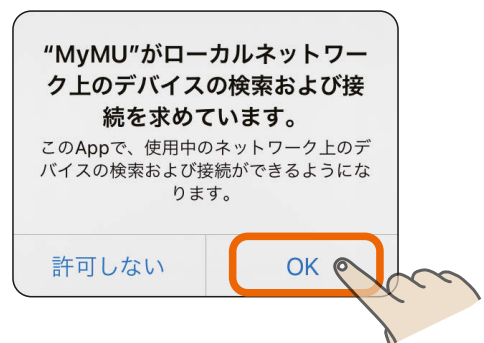 “MyMU”がローカルネットワー
ク上のデバイスの検索および接
続を求めています。
このAppで、使用中のネットワーク上のデ
バイスの検索および接続ができるようにな
ります。
許可しない
OK